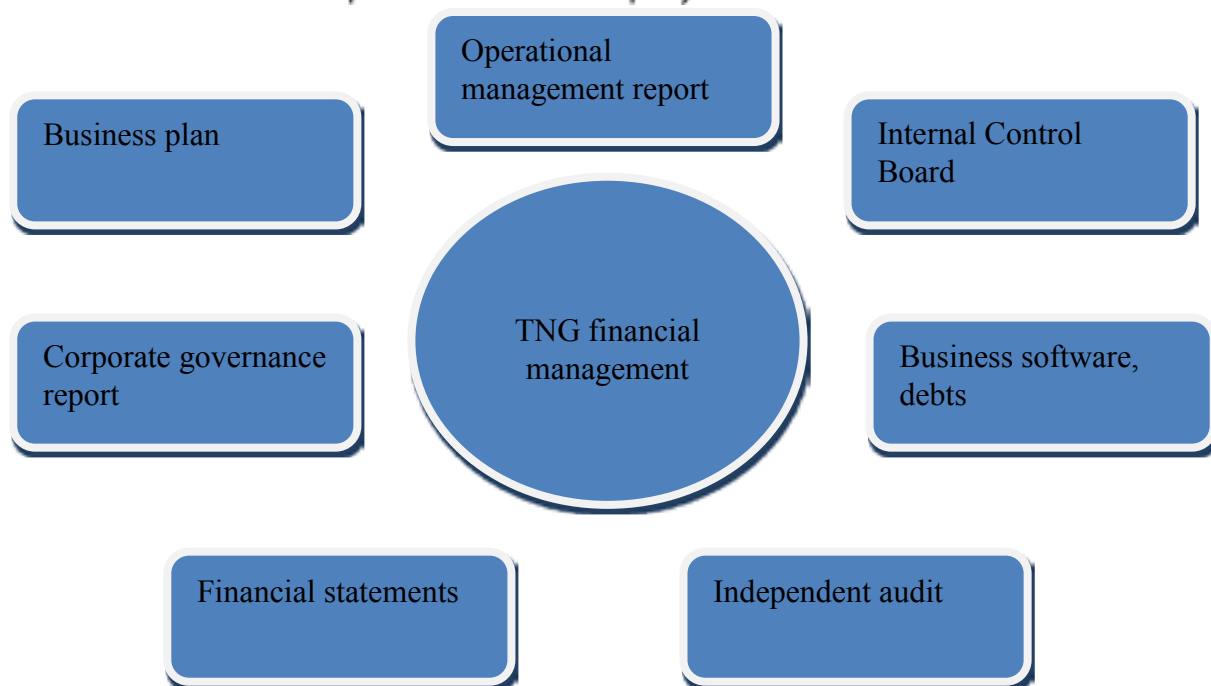 Operational
management report
Business plan
Internal Control
Board
TNG financial
management
Corporate governance
report
Business software,
debts
Financial statements
Independent audit